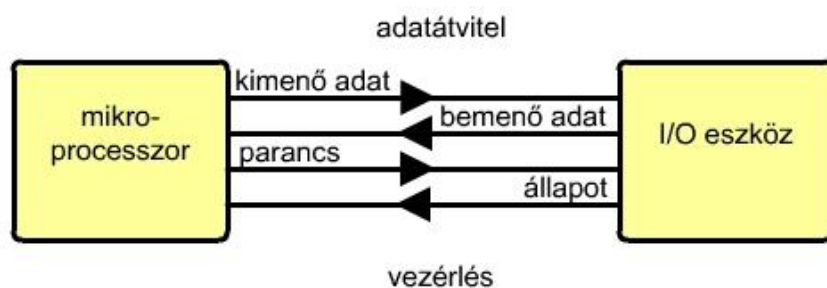 adatátvitel
kimenő adat
mikro-
processzor
bemenő adat
I/O eszköz
parancs
állapot
vezérlés